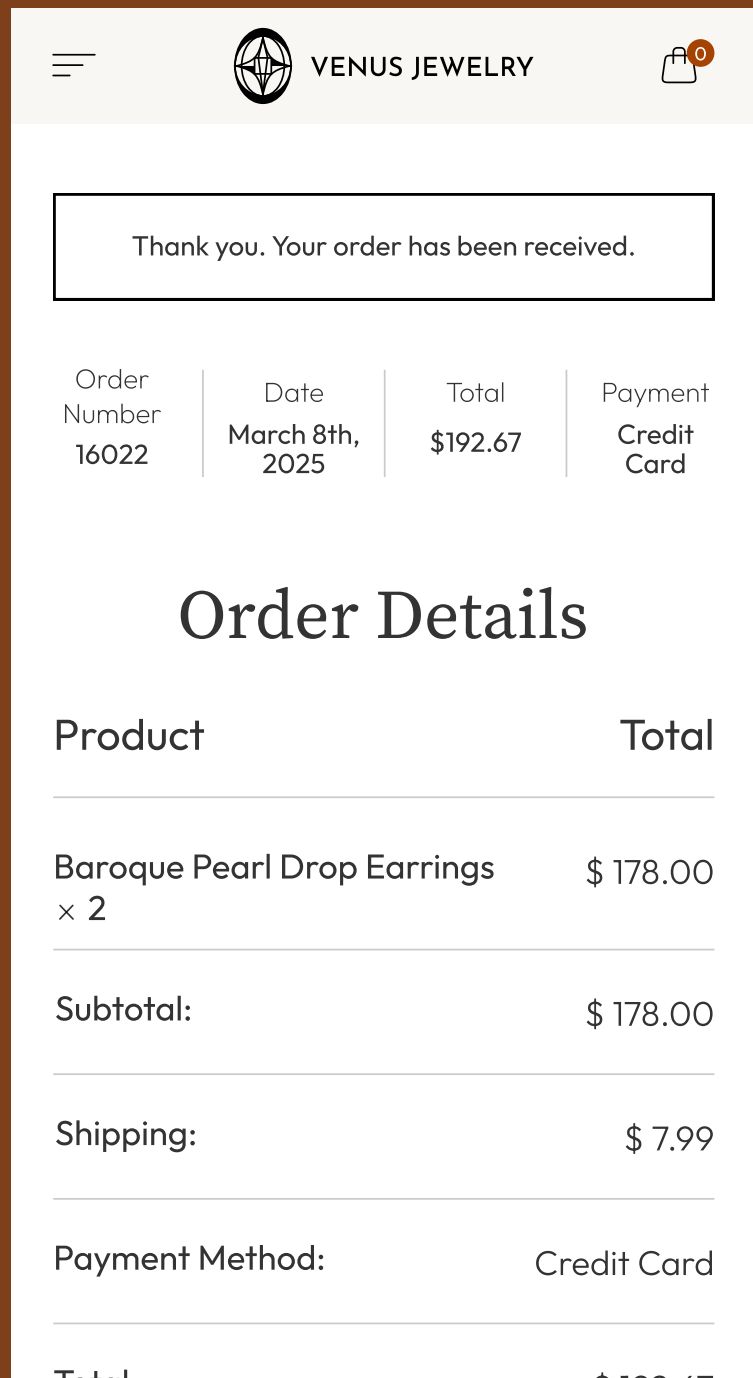 VENUS JEWELRY
0
Thank you. Your order has been received.
Order
Number
16022
Date
March 8th,
2025
Total
$192.67
Payment
Credit
Card
Order Details
Product Total
Baroque Pearl Drop Earrings $ 178.00
× 2
Subtotal: $ 178.00
Shipping: $ 7.99
Payment Method: Credit Card